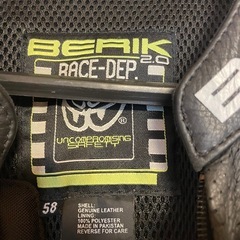 BERIK
2.0
RACE-DEP.
UNCOMPROMISING
SAFETY
58
SHELL:
GENUINE LEATHER
LINING:
100% POLYESTER
MADE IN PAKISTAN
REVERSE FOR CARE